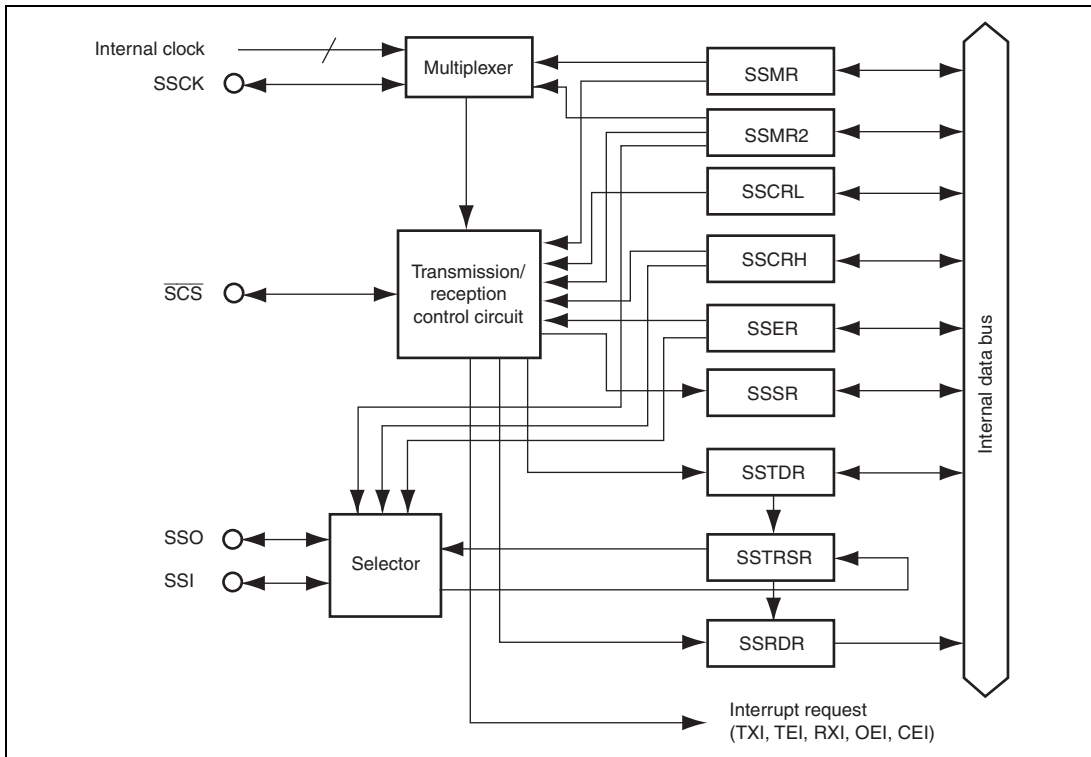 Internal clock
SSCK
Multiplexer
SSMR
SSMR2
SSCRL
SSCRH
SSER
SSSR
SCS
Transmission/
reception
control circuit
Internal data bus
SSTDR
SSO
SSI
Selector
SSTRSR
SSRDR
Interrupt request
(TXI, TEI, RXI, OEI, CEI)